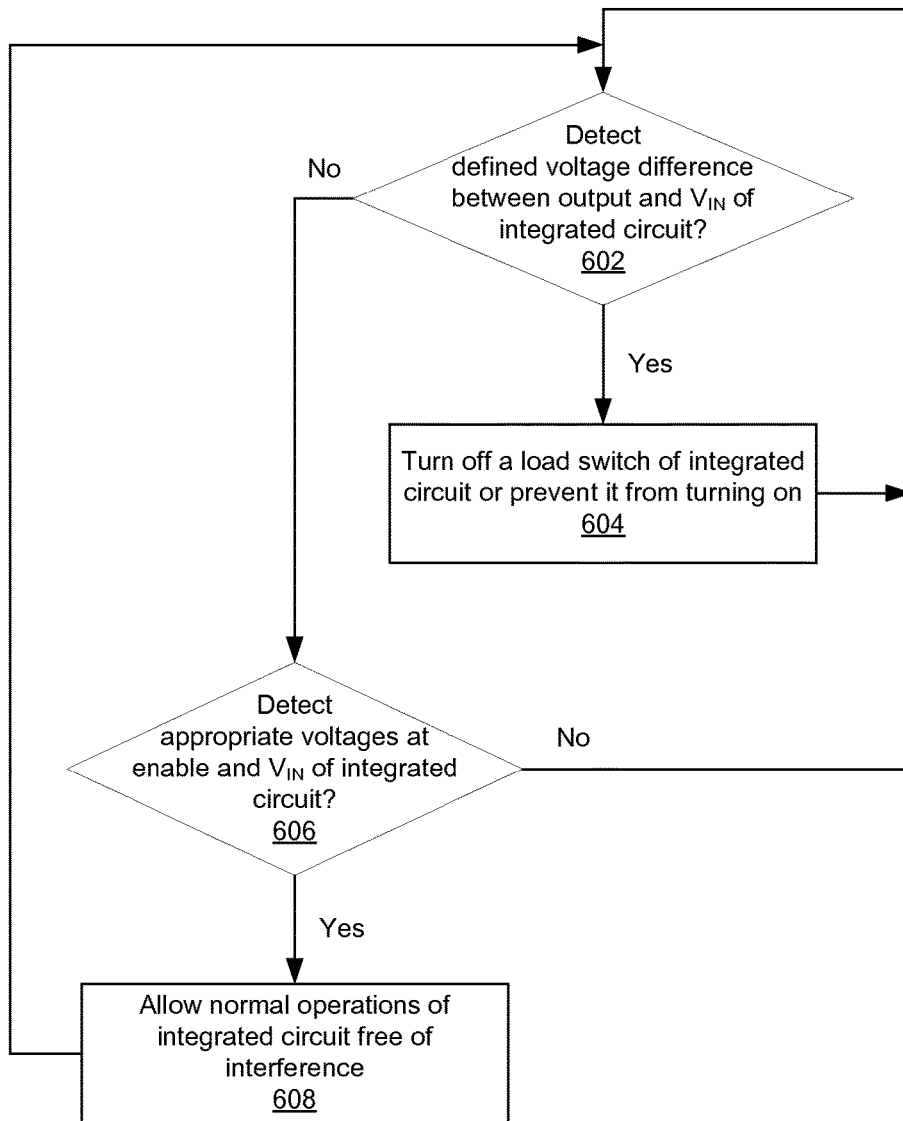 Detect
defined voltage difference
between output and VIN of
integrated circuit?
602
No
Yes
Turn off a load switch of integrated
circuit or prevent it from turning on
604
Detect
appropriate voltages at
enable and VIN of integrated
circuit?
606
No
Yes
Allow normal operations of
integrated circuit free of
interference
608